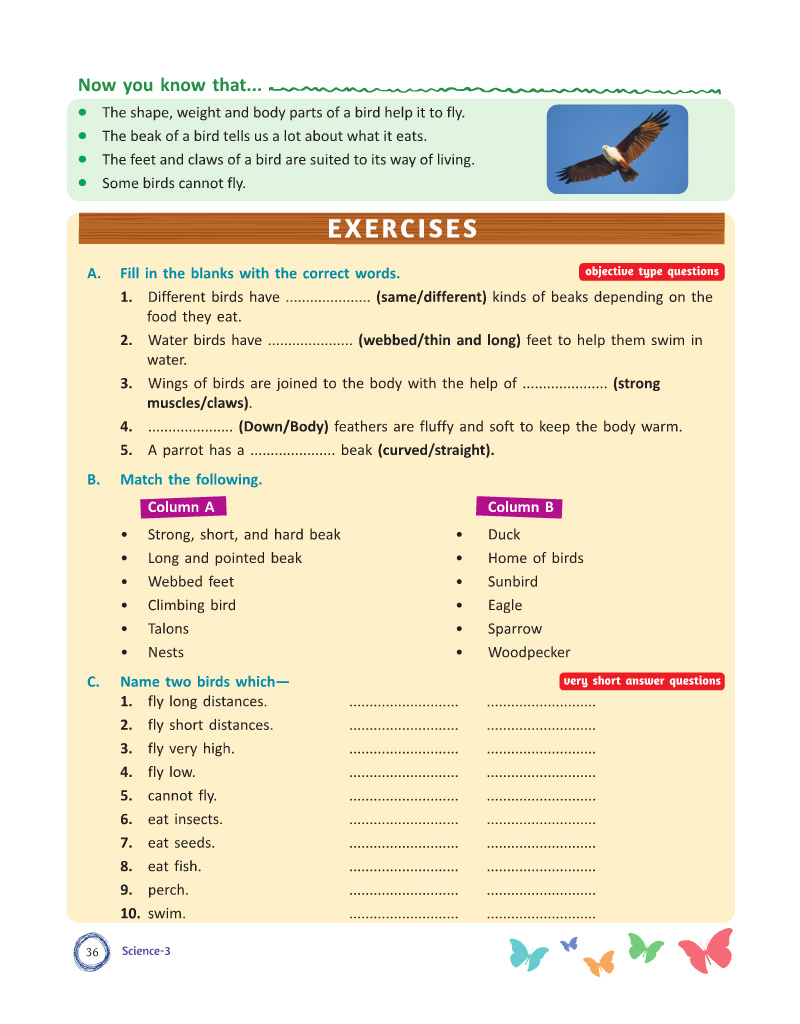 Now you know that...
• The shape, weight and body parts of a bird help it to fly.
• The beak of a bird tells us a lot about what it eats.
• The feet and claws of a bird are suited to its way of living.
• Some birds cannot fly.
EXERCISES
A. Fill in the blanks with the correct words.
objective type questions
1. Different birds have ..................... (same/different) kinds of beaks depending on the
food they eat.
2. Water birds have ..................... (webbed/thin and long) feet to help them swim in
water.
3. Wings of birds are joined to the body with the help of ..................... (strong
muscles/claws).
4. ..................... (Down/Body) feathers are fluffy and soft to keep the body warm.
5. A parrot has a ..................... beak (curved/straight).
B. Match the following.
Column A Column B
• Strong, short, and hard beak • Duck
• Long and pointed beak • Home of birds
• Webbed feet • Sunbird
• Climbing bird • Eagle
• Talons • Sparrow
• Nests • Woodpecker
C. Name two birds which—
very short answer questions
1. fly long distances. ........................... ...........................
2. fly short distances. ........................... ...........................
3. fly very high. ........................... ...........................
4. fly low. ........................... ...........................
5. cannot fly. ........................... ...........................
6. eat insects. ........................... ...........................
7. eat seeds. ........................... ...........................
8. eat fish. ........................... ...........................
9. perch. ........................... ...........................
10. swim. ........................... ...........................
36 Science-3